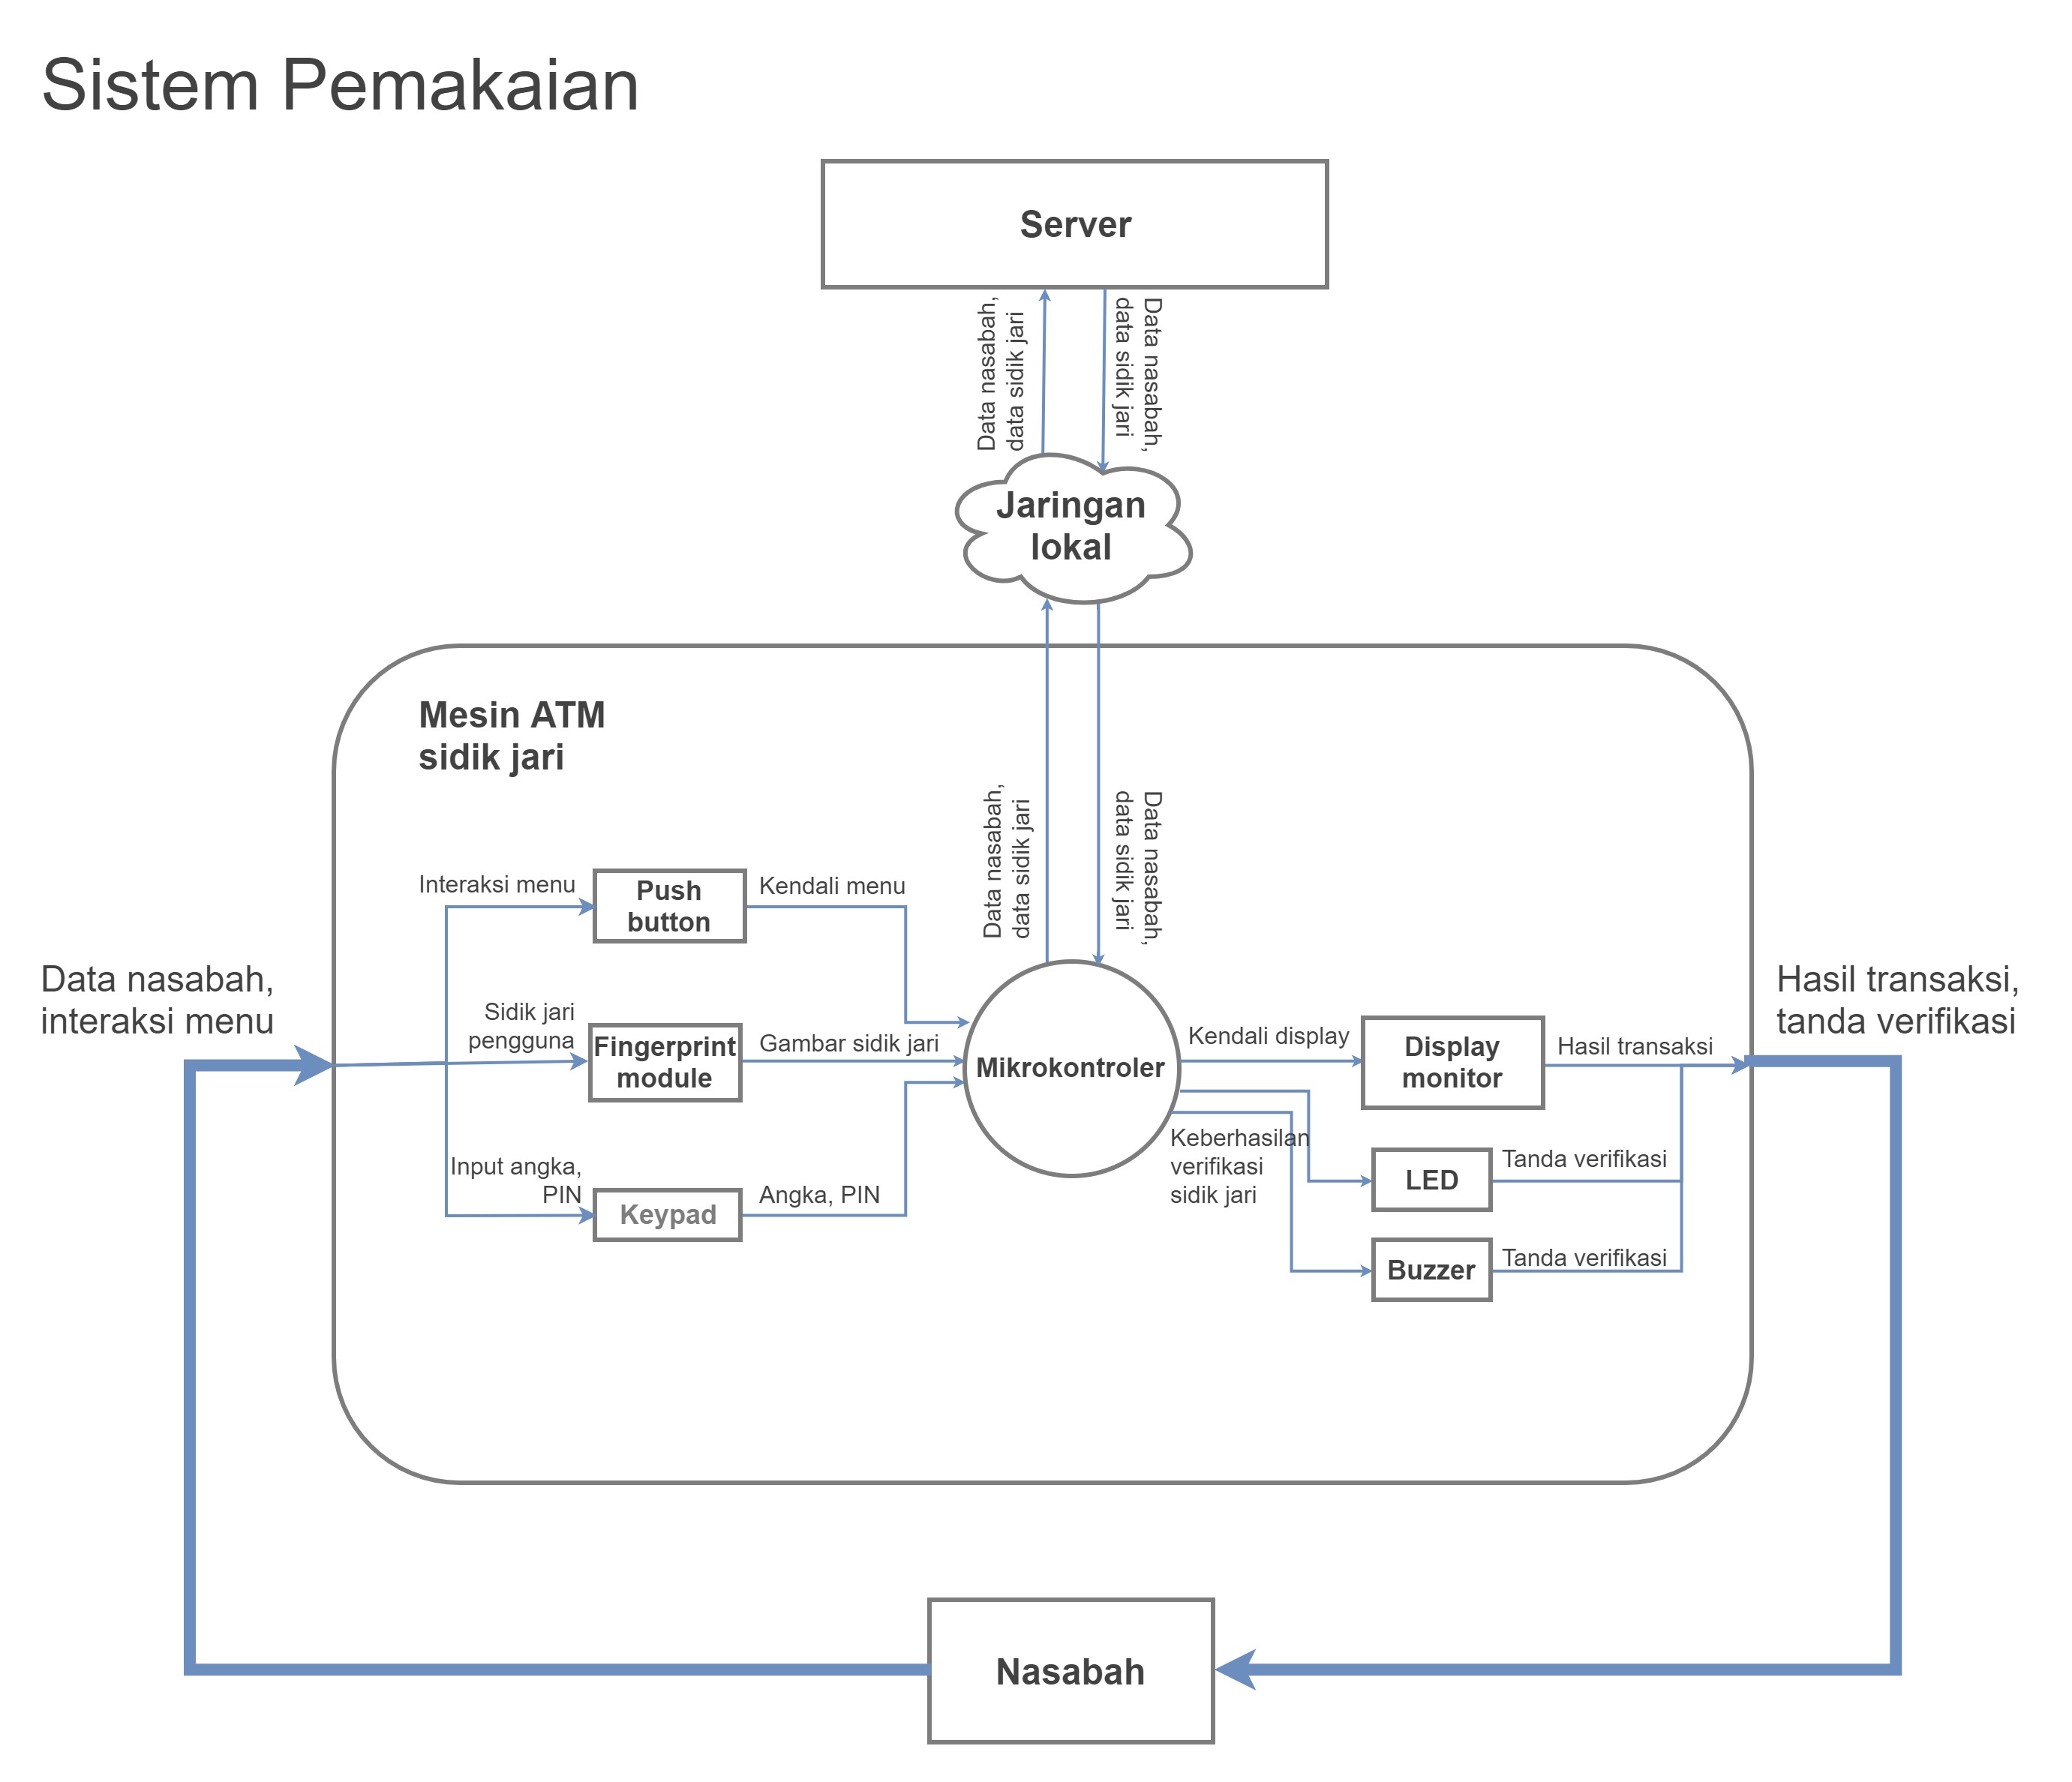 Sistem Pemakaian
Server
Data nasabah,
data sidik jari
Data nasabah,
data sidik jari
Jaringan
lokal
Mesin ATM
sidik jari
Data nasabah,
data sidik jari
Data nasabah,
data sidik jari
Interaksi menu
Push
button
Kendali menu
Data nasabah,
interaksi menu
Sidik jari
pengguna
Fingerprint
module
Gambar sidik jari
Input angka,
PIN
Keypad
Angka, PIN
Mikrokontroler
Kendali display
Display
monitor
Hasil transaksi
Keberhasilan
verifikasi
sidik jari
LED
Tanda verifikasi
Buzzer
Tanda verifikasi
Hasil transaksi,
tanda verifikasi
Nasabah